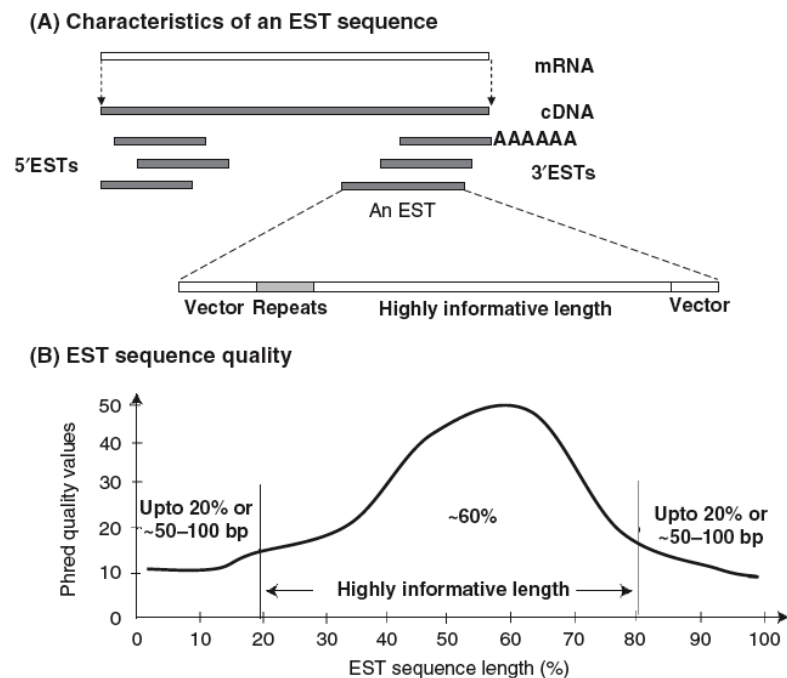 (A) Characteristics of an EST sequence
mRNA
cDNA
AAAAAA
5′ESTs
3′ESTs
An EST
Vector
Repeats
Highly informative length
Vector
(B) EST sequence quality
Phred quality values
50
40
30
20
10
0
Upto 20% or
~50–100 bp
~60%
Upto 20% or
~50–100 bp
Highly informative length
0 10 20 30 40 50 60 70 80 90 100
EST sequence length (%)